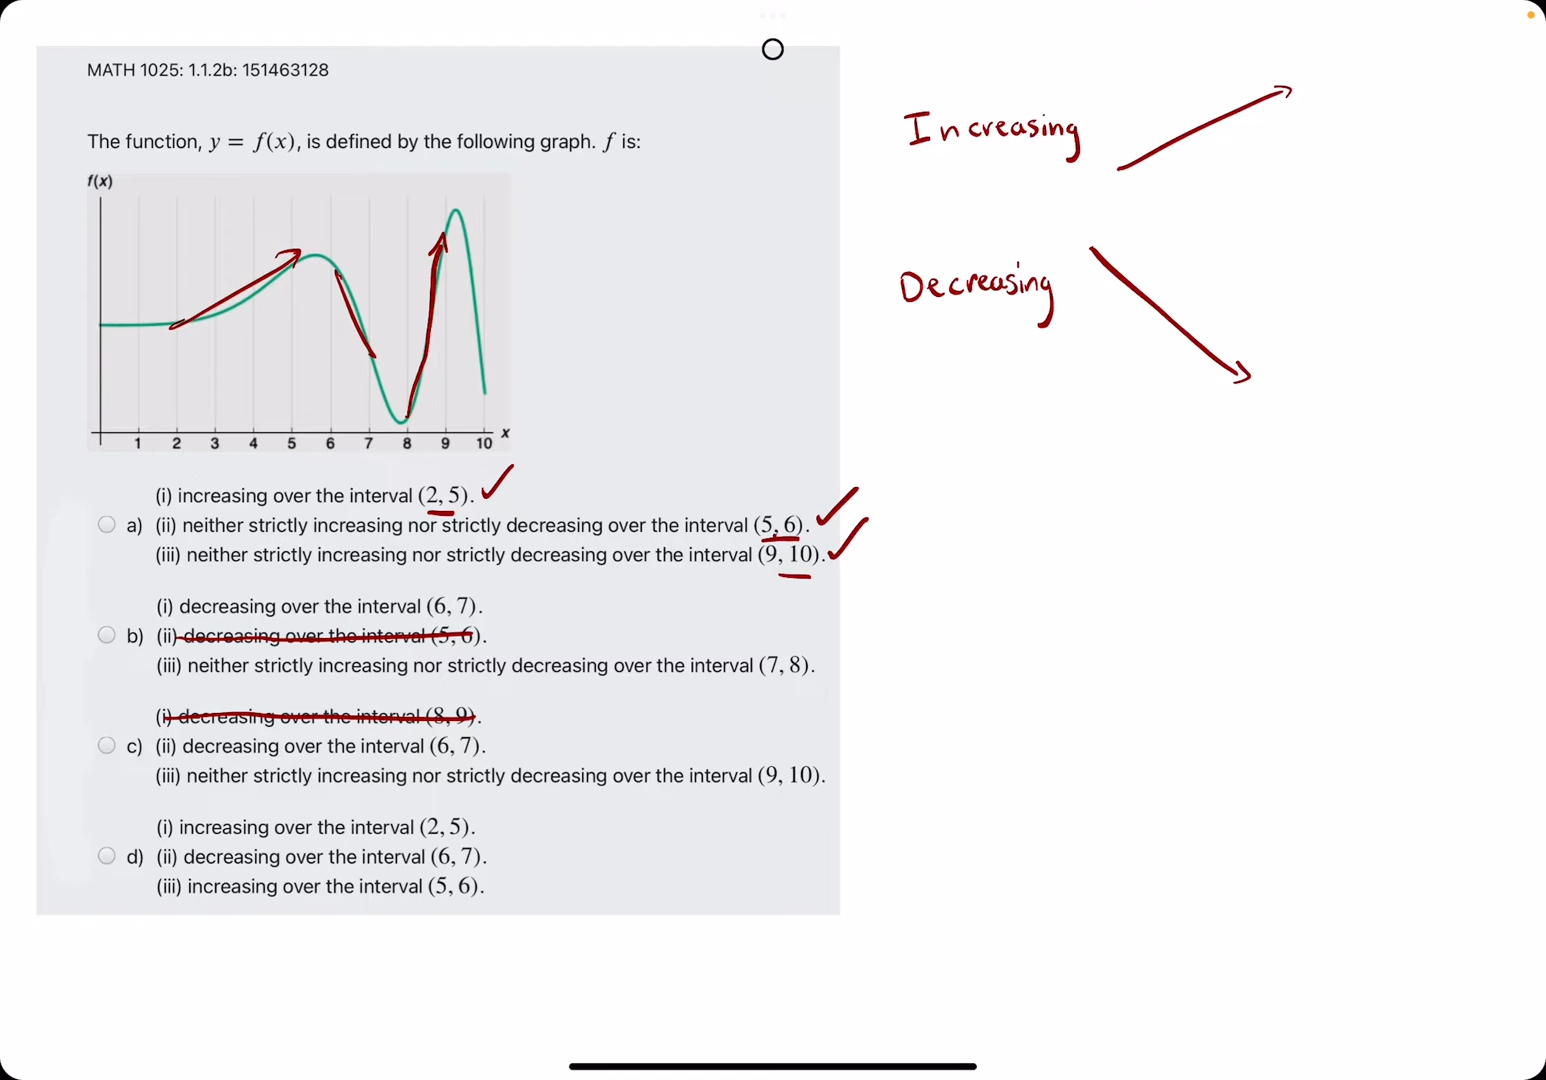 MATH 1025: 1.1.2b: 151463128
The function, y = f(x), is defined by the following graph. f is:
f(x)
1 2 3 4 5 6 7 8 9 10 x
(i) increasing over the interval (2, 5).
a) (ii) neither strictly increasing nor strictly decreasing over the interval (5, 6).
(iii) neither strictly increasing nor strictly decreasing over the interval (9, 10).
(i) decreasing over the interval (6, 7).
b) (ii) decreasing over the interval (5, 6).
(iii) neither strictly increasing nor strictly decreasing over the interval (7, 8).
(i) decreasing over the interval (8, 9).
c) (ii) decreasing over the interval (6, 7).
(iii) neither strictly increasing nor strictly decreasing over the interval (9, 10).
(i) increasing over the interval (2, 5).
d) (ii) decreasing over the interval (6, 7).
(iii) increasing over the interval (5, 6).
Increasing
Decreasing